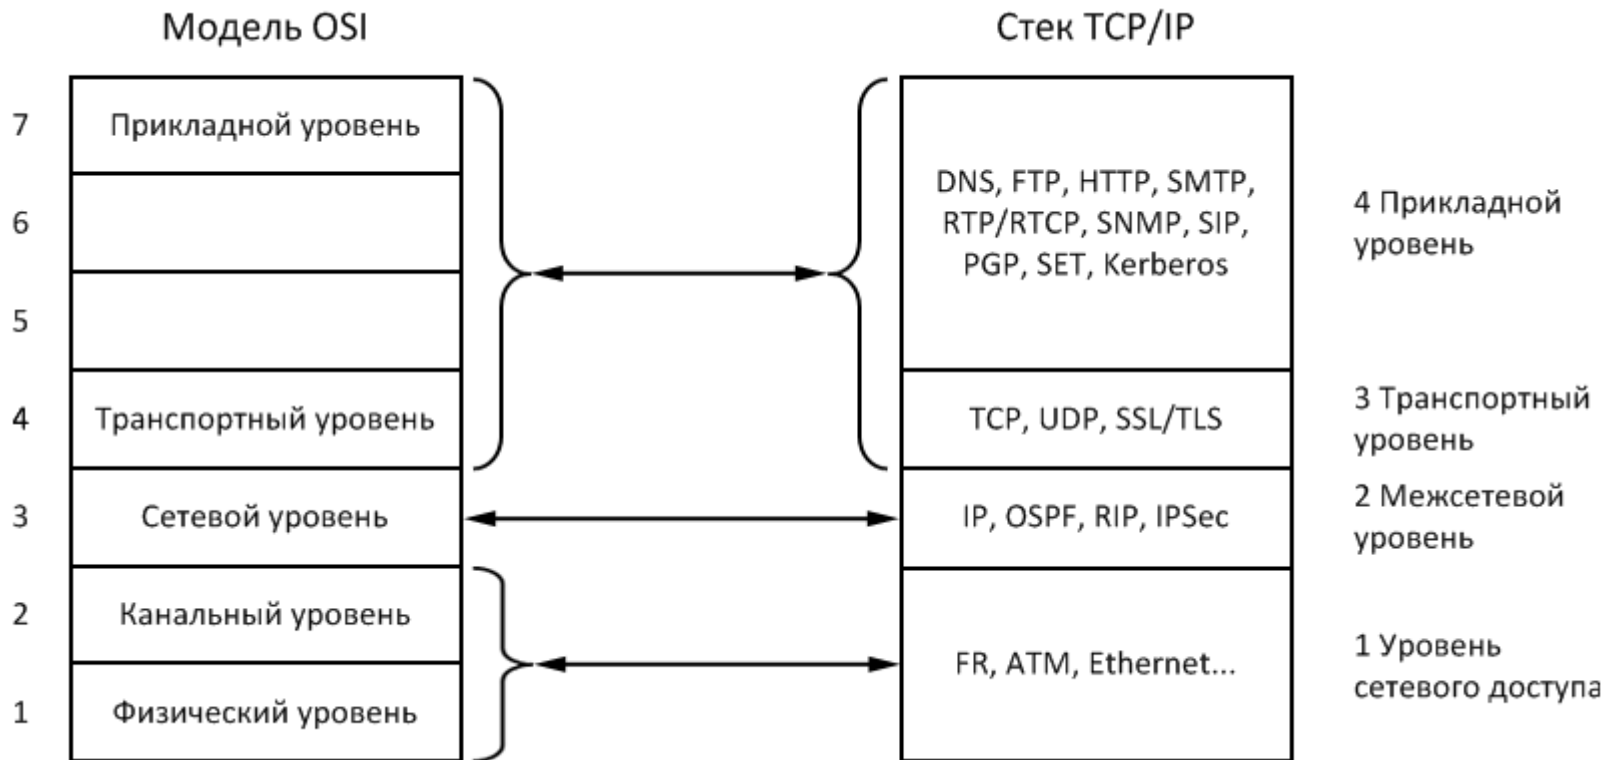 Модель OSI
Стек TCP/IP
7
Прикладной уровень
6
5
4
Транспортный уровень
3
Сетевой уровень
2
Канальный уровень
1
Физический уровень
DNS, FTP, HTTP, SMTP,
RTP/RTCP, SNMP, SIP,
PGP, SET, Kerberos
4 Прикладной
уровень
TCP, UDP, SSL/TLS
3 Транспортный
уровень
IP, OSPF, RIP, IPSec
2 Межсетевой
уровень
FR, ATM, Ethernet...
1 Уровень
сетевого доступа